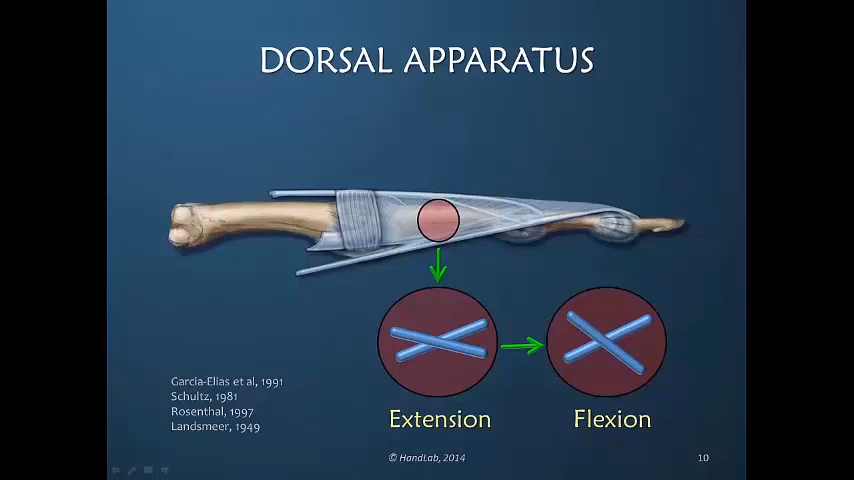 DORSAL APPARATUS
Garcia-Elias et al, 1991
Schultz, 1981
Rosenthal, 1997
Landsmeer, 1949
Extension
Flexion
© HandLab, 2014
10